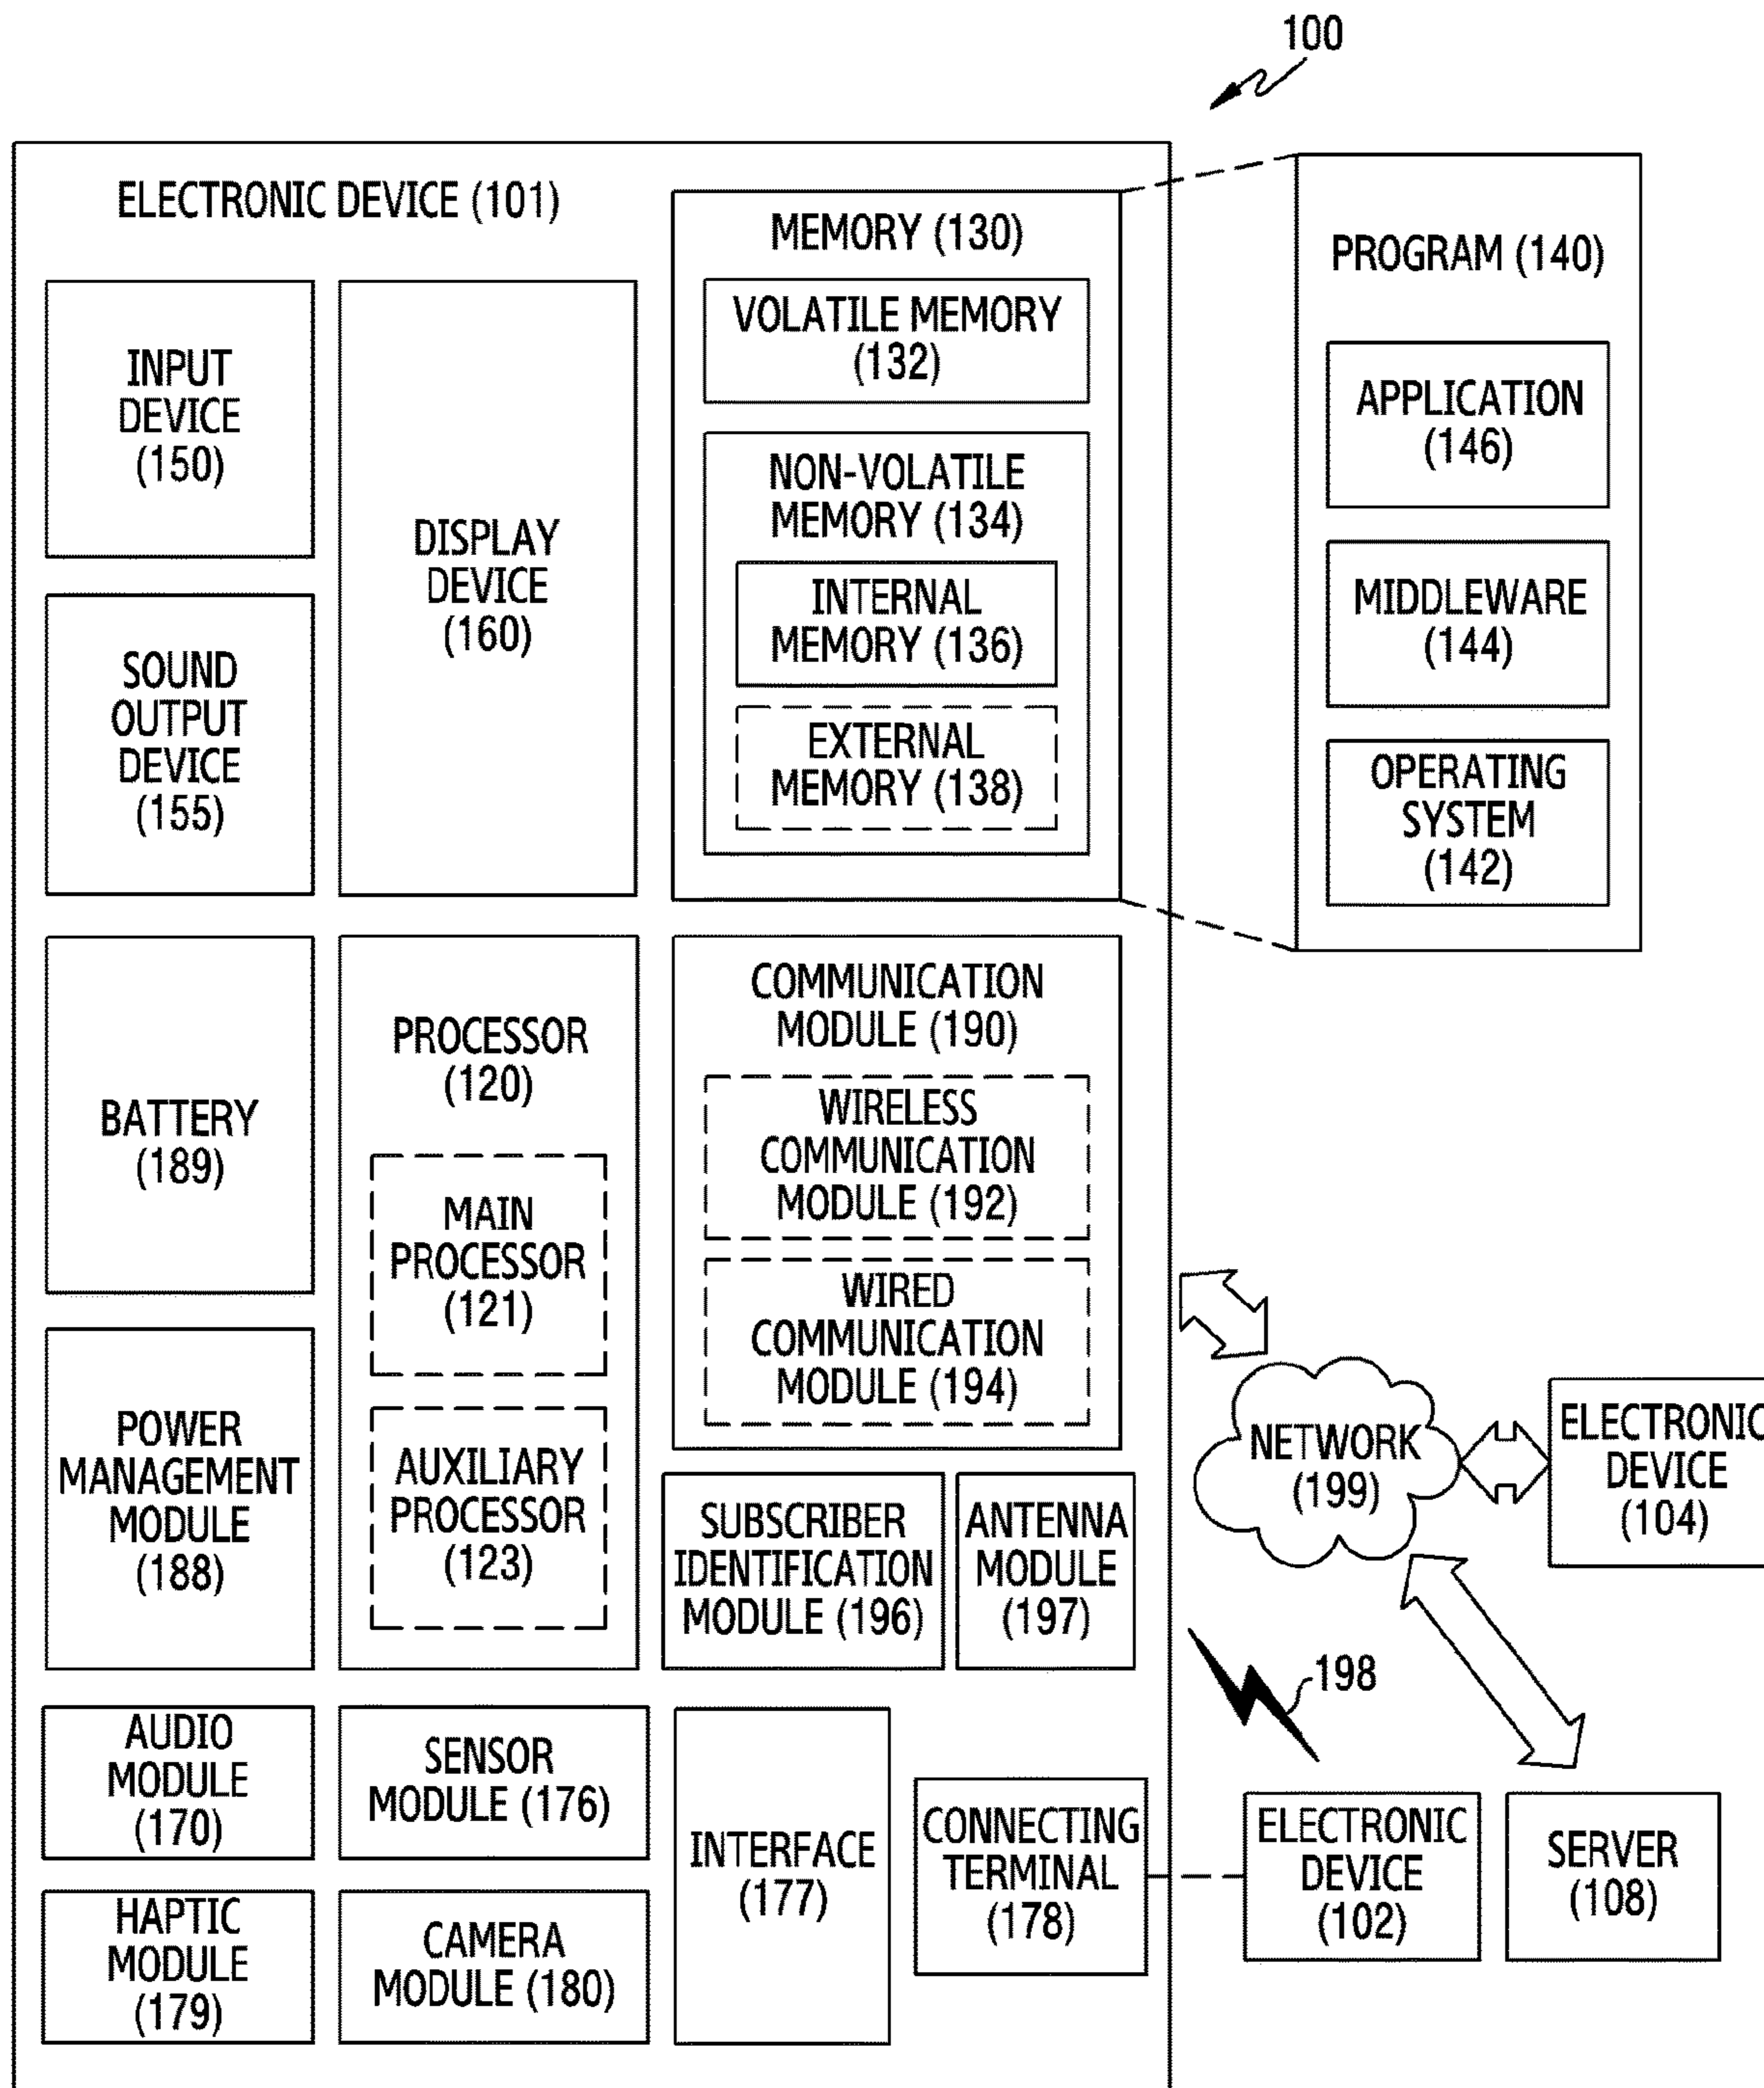 100
ELECTRONIC DEVICE (101)
INPUT
DEVICE
(150)
SOUND
OUTPUT
DEVICE
(155)
DISPLAY
DEVICE
(160)
MEMORY (130)
VOLATILE MEMORY
(132)
NON-VOLATILE
MEMORY (134)
INTERNAL
MEMORY (136)
EXTERNAL
MEMORY (138)
PROGRAM (140)
APPLICATION
(146)
MIDDLEWARE
(144)
OPERATING
SYSTEM
(142)
BATTERY
(189)
POWER
MANAGEMENT
MODULE
(188)
PROCESSOR
(120)
MAIN
PROCESSOR
(121)
AUXILIARY
PROCESSOR
(123)
COMMUNICATION
MODULE (190)
WIRELESS
COMMUNICATION
MODULE (192)
WIRED
COMMUNICATION
MODULE (194)
SUBSCRIBER
IDENTIFICATION
MODULE (196)
ANTENNA
MODULE
(197)
NETWORK
(199)
ELECTRONIC
DEVICE
(104)
198
AUDIO
MODULE
(170)
SENSOR
MODULE (176)
HAPTIC
MODULE
(179)
CAMERA
MODULE (180)
INTERFACE
(177)
CONNECTING
TERMINAL
(178)
ELECTRONIC
DEVICE
(102)
SERVER
(108)